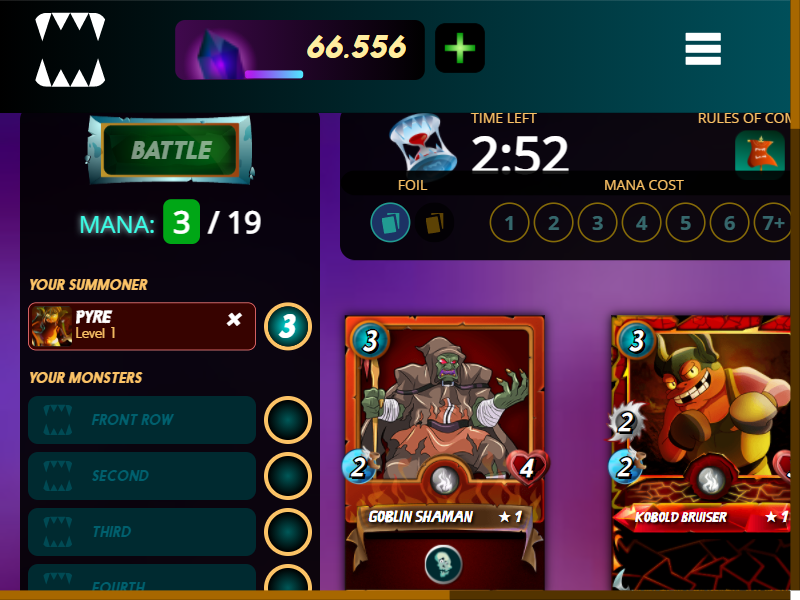 66.556
TIME LEFT
RULES OF COM
BATTLE
2:52
FOIL
MANA COST
MANA: 3 / 19
1 2 3 4 5 6 7+
YOUR SUMMONER
PYRE
Level 1
3
YOUR MONSTERS
FRONT ROW
SECOND
THIRD
FOURTH
3
2
4
GOBLIN SHAMAN ★ 1
3
2
2
KOBOLD BRUISER ★ 1